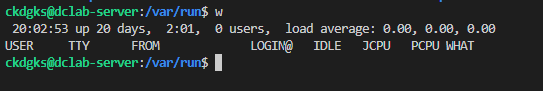 ckdgks@dclab-server:/var/run$ w
 20:02:53 up 20 days,  2:01,  0 users,  load average: 0.00, 0.00, 0.00
USER     TTY      FROM             LOGIN@   IDLE   JCPU   PCPU WHAT
ckdgks@dclab-server:/var/run$